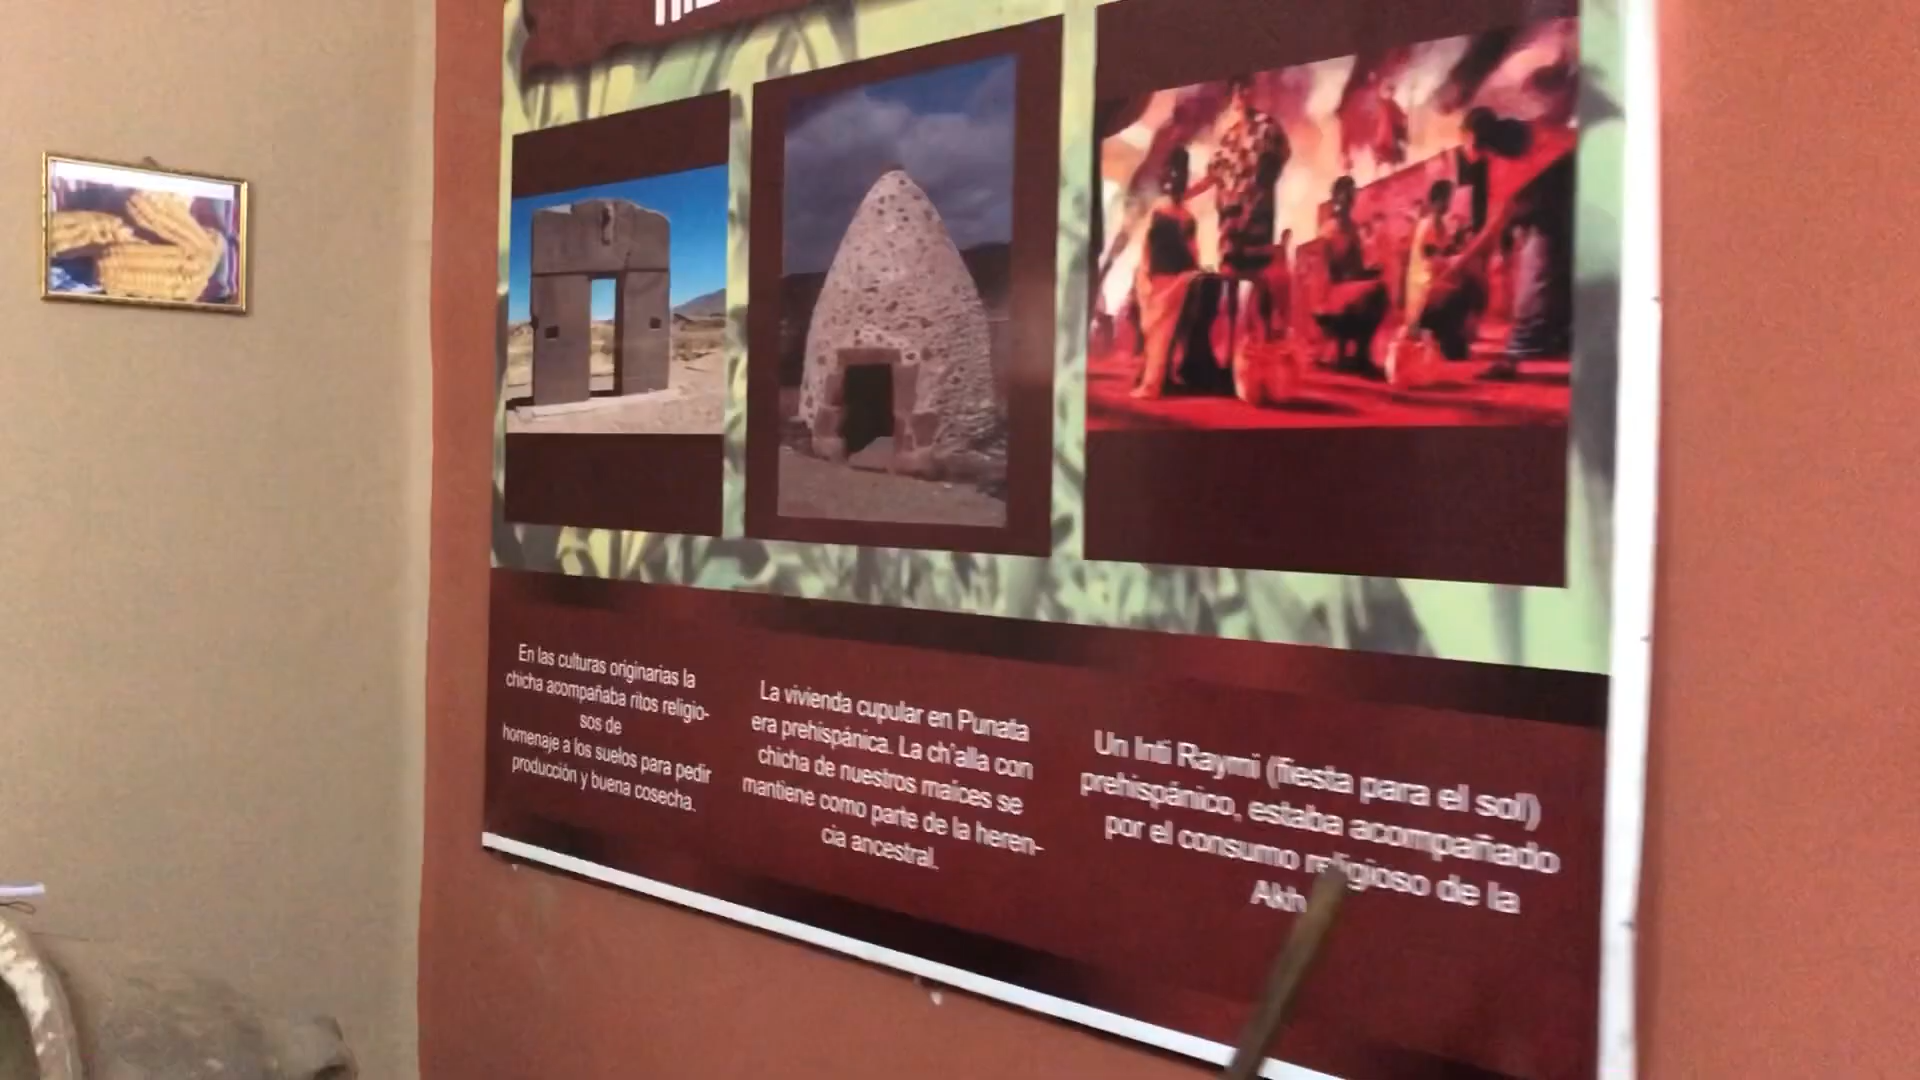 En las culturas originarias la
chicha acompañaba ritos religio-
sos de
homenaje a los suelos para pedir
producción y buena cosecha.
La vivienda cupular en Punata
era prehispánica. La ch'alla con
chicha de nuestros maíces se
mantiene como parte de la heren-
cia ancestral.
Un Inti Raymi (fiesta para el sol)
prehispánico, estaba acompañado
por el consumo religioso de la